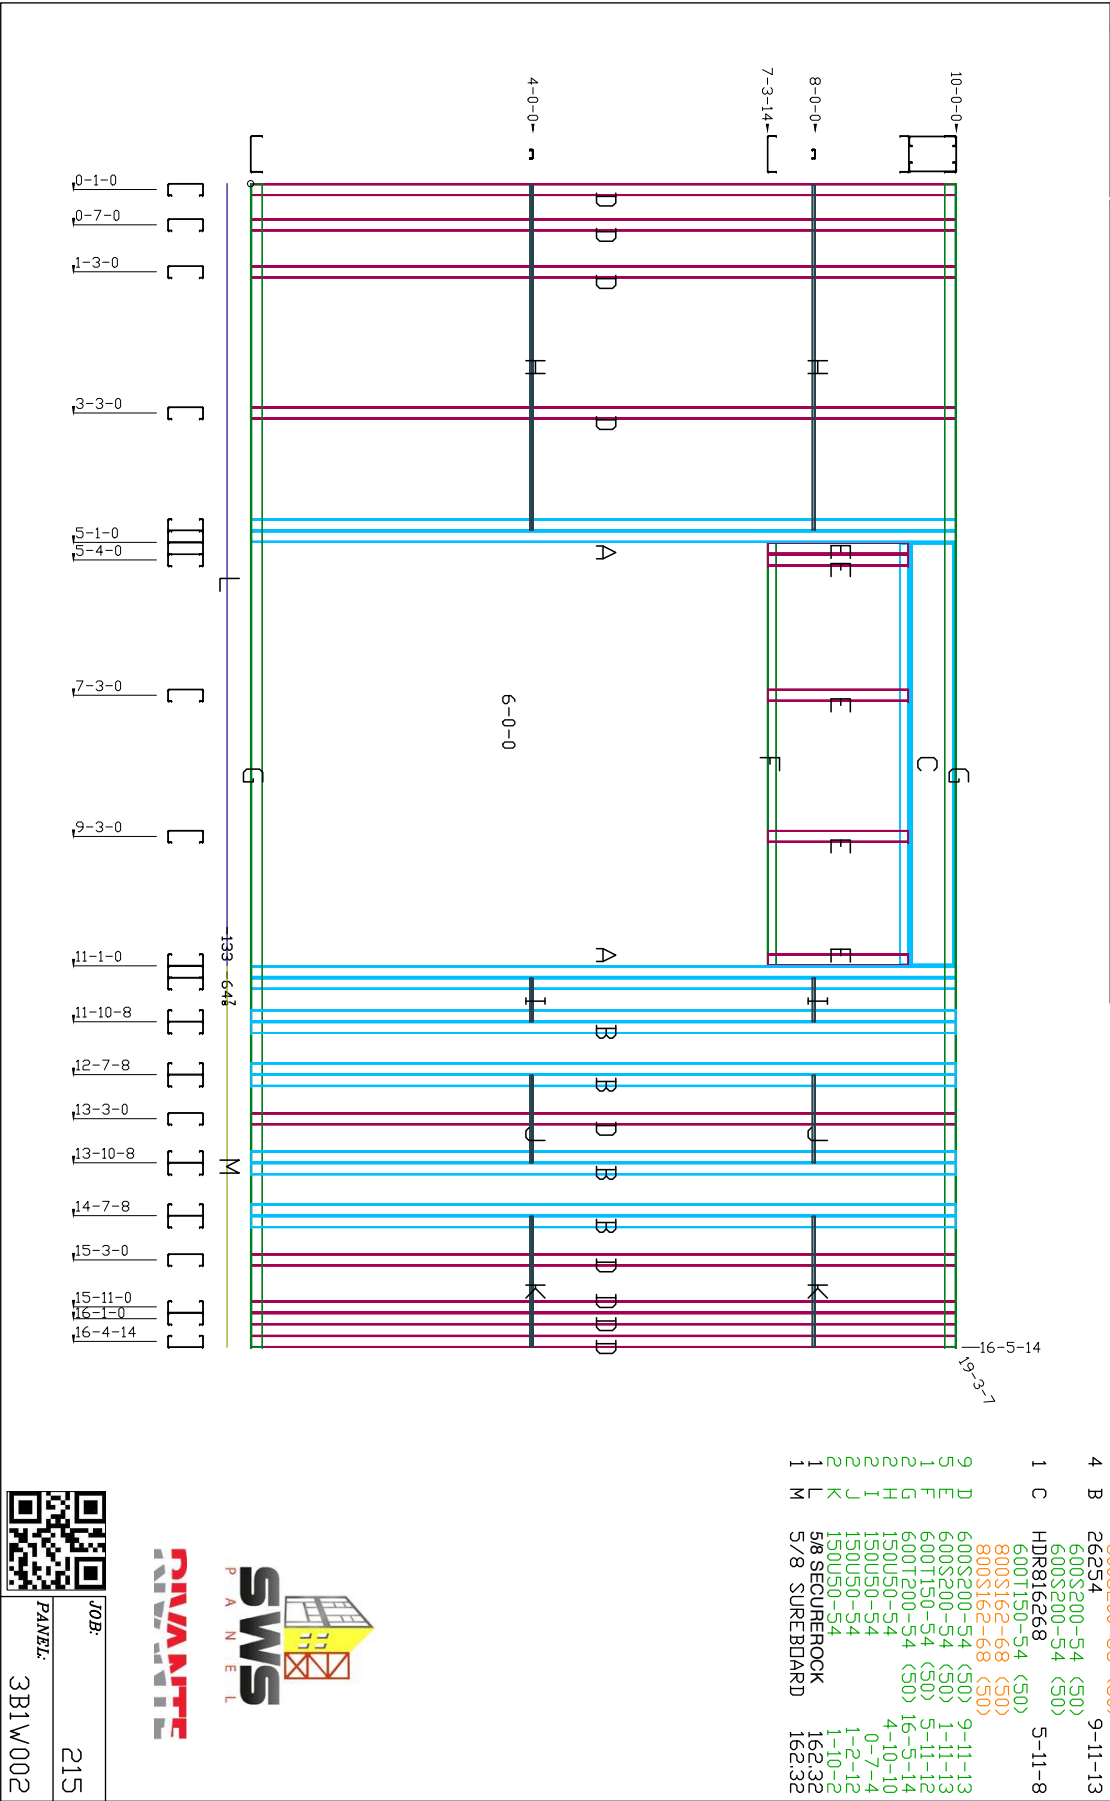 10-0-0
8-0-0
7-3-14
4-0-0
0-1-0
0-7-0
1-3-0
3-3-0
5-1-0
5-4-0
7-3-0
9-3-0
11-1-0
11-10-8
12-7-8
13-3-0
13-10-8
14-7-8
15-3-0
15-11-0
16-1-0
16-4-14
D
D
D
H
H
D
A
E
E
L
E
6-0-0
G
F
C
G
E
A
E
I
I
B
B
D
J
J
M
B
B
D
K
K
D
D
D
16-5-14
19-3-7
4 B 26254 9-11-13
600S200-54 (50)
600S200-54 (50)
1 C HDR816268 5-11-8
600T150-54 (50)
800S162-68 (50)
800S162-68 (50)
9 D 600S200-54 (50) 9-11-13
5 E 600S200-54 (50) 1-11-13
1 F 600T150-54 (50) 5-11-12
2 G 600T200-54 (50) 16-5-14
2 H 150U50-54 4-10-10
2 I 150U50-54 0-7-4
2 J 150U50-54 1-2-12
2 K 150U50-54 1-10-2
1 L 5/8 SECUREROCK 162.32
1 M 5/8 SUREBOARD 162.32
SWS
PANEL
JOB: 215
PANEL: 3B1W002